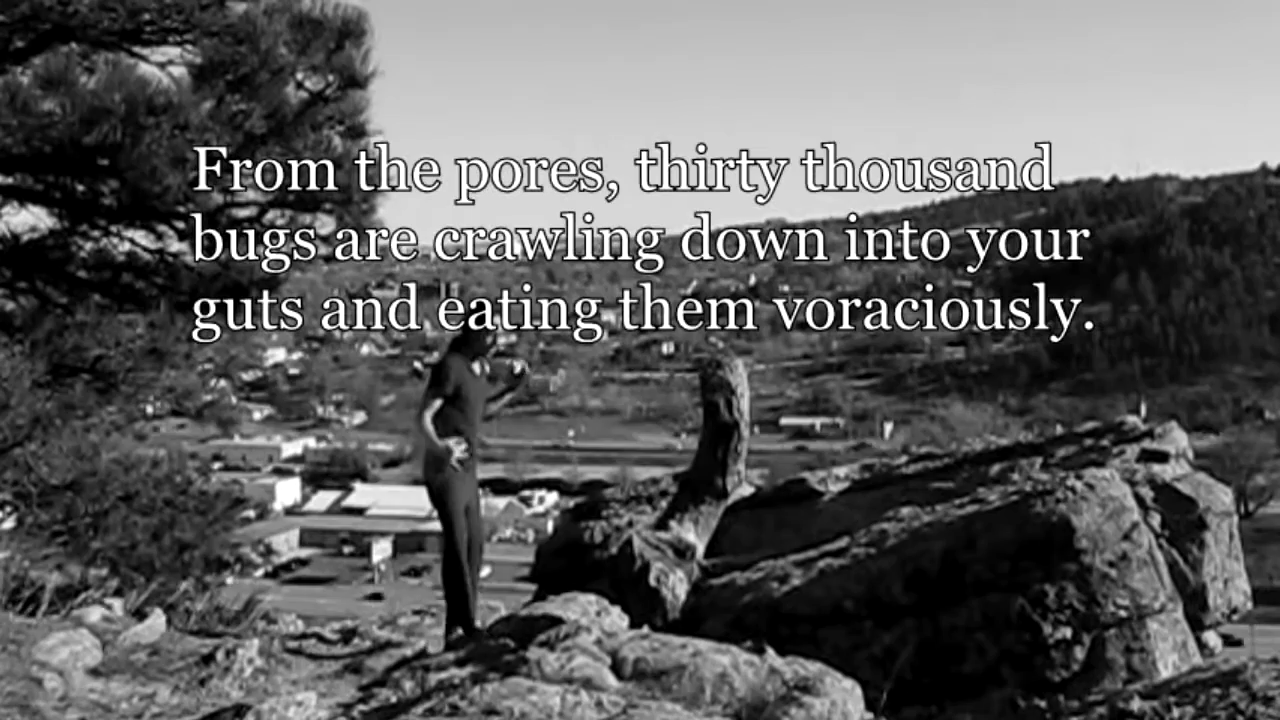 From the pores, thirty thousand
bugs are crawling down into your
guts and eating them voraciously.